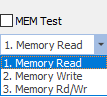 MEM Test
1. Memory Read
1. Memory Read
2. Memory Write
3. Memory Rd/Wr